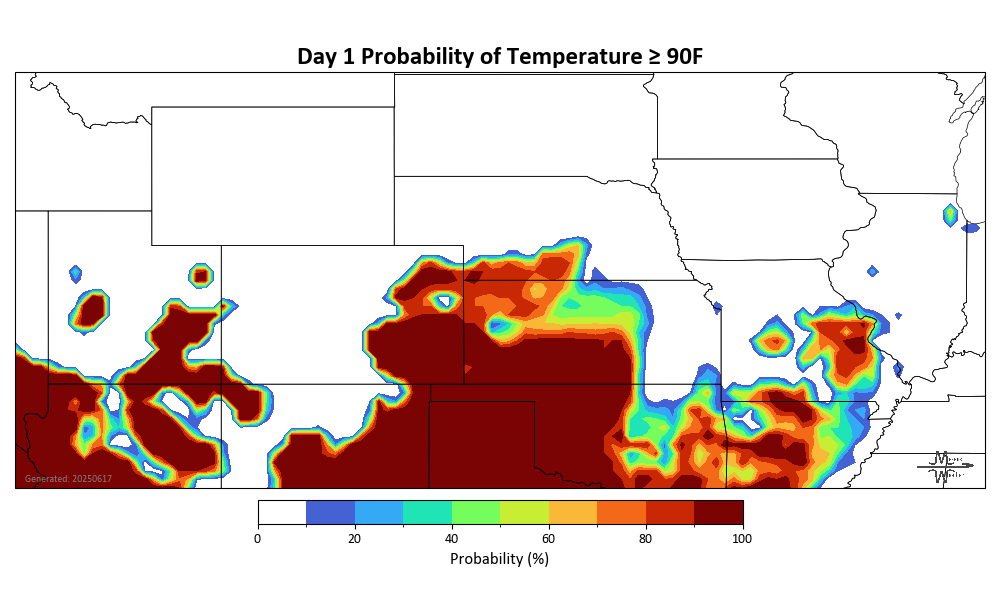 Day 1 Probability of Temperature ≥ 90F
Generated: 20250617
0 20 40 60 80 100
Probability (%)